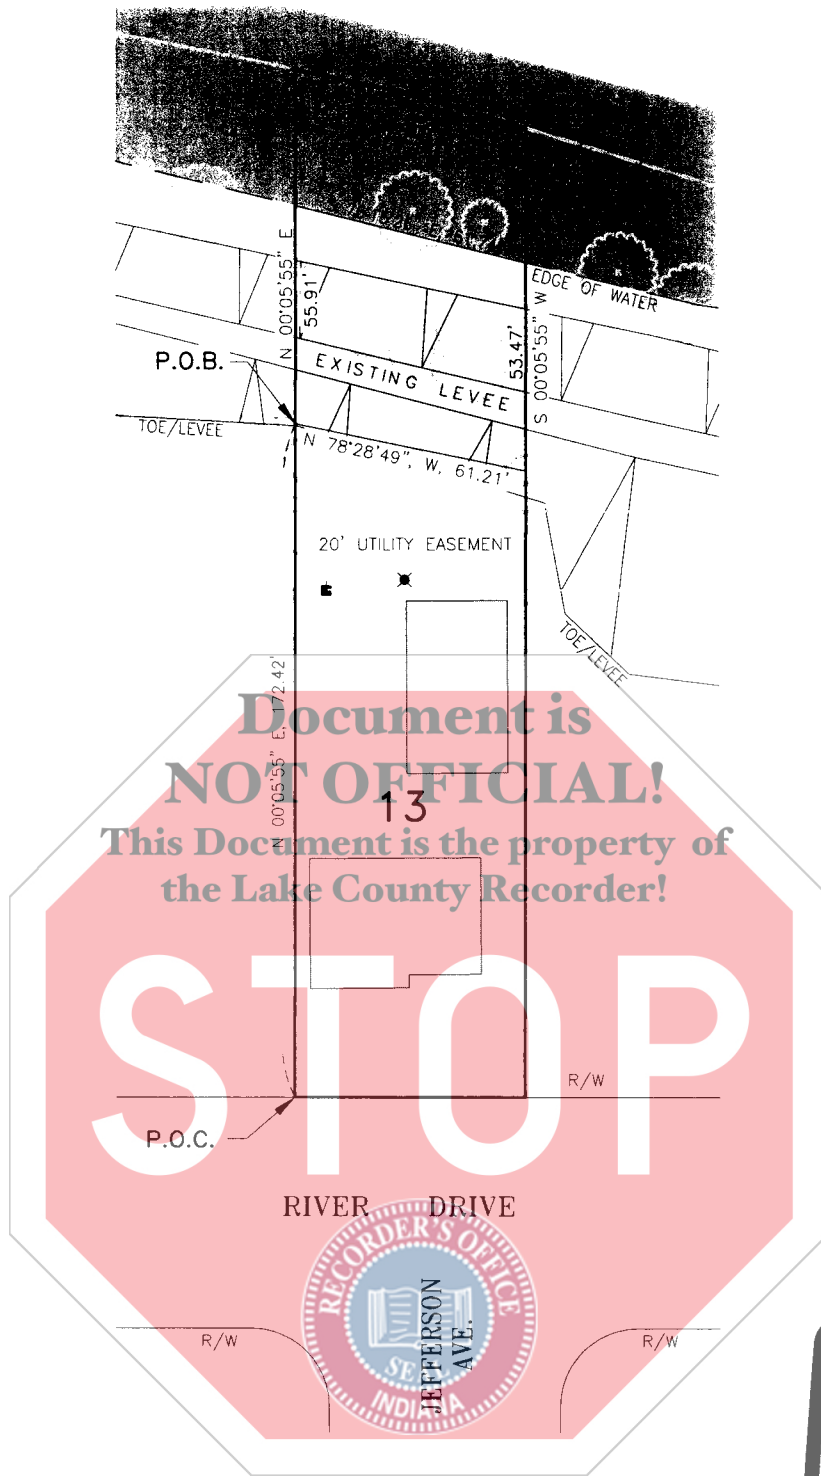 EDGE OF WATER
N 00°05'55" E
55.91'
53.47'
S 00°05'55" W
P.O.B.
EXISTING LEVEE
TOE/LEVEE
N 78°28'49", W, 61.21'
20' UTILITY EASEMENT
TOE/LEVEE
N 00°05'55" E, 172.42'
Document is
NOT OFFICIAL!
13
This Document is the property of
the Lake County Recorder!
STOP
R/W
P.O.C.
RIVER DRIVE
RECORDER'S OFFICE
SEAL
INDIANA
JEFFERSON
AVE.
R/W
R/W